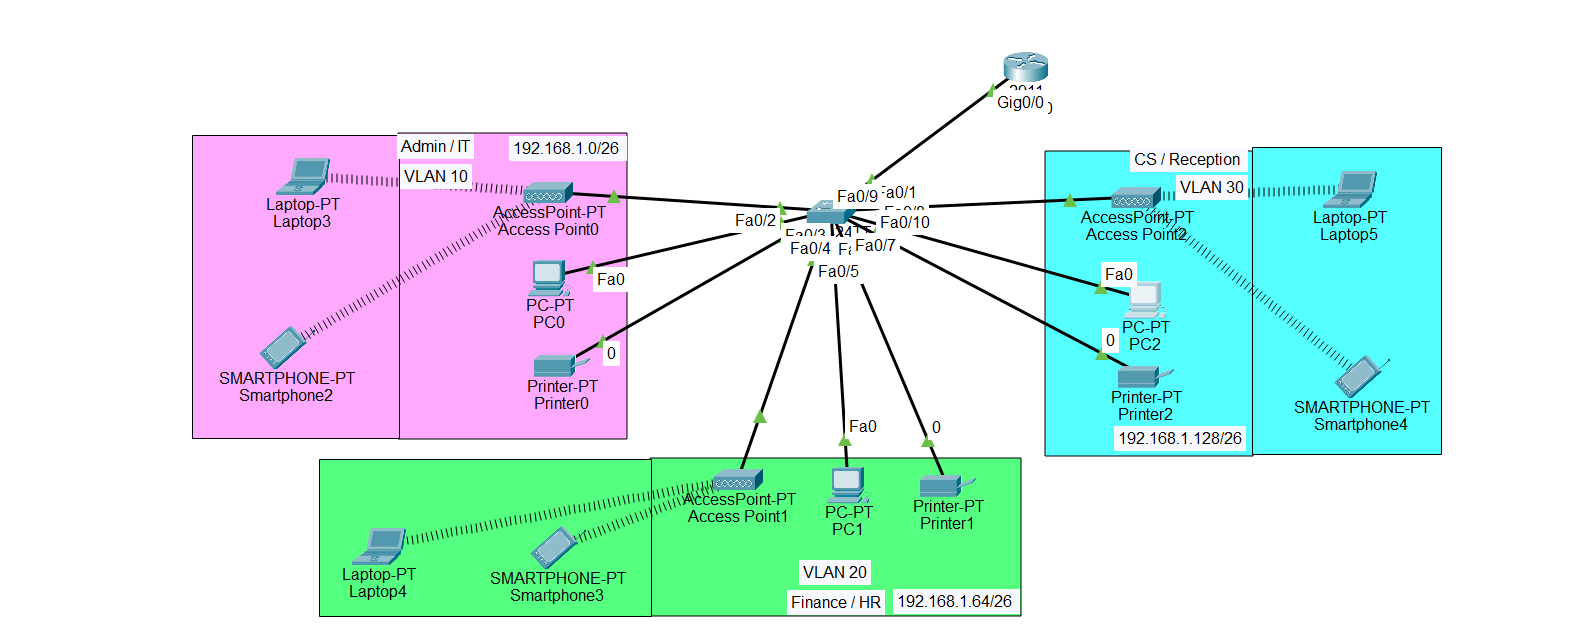 Gig0/0
Admin / IT
192.168.1.0/26
VLAN 10
Laptop-PT
Laptop3
AccessPoint-PT
Access Point0
Fa0/2
Fa0/9
Fa0/1
Fa0/10
Fa0/3
Fa0/4
Fa0/7
Fa0/5
CS / Reception
VLAN 30
AccessPoint-PT
Access Point2
Laptop-PT
Laptop5
Fa0
PC-PT
PC0
0
Printer-PT
Printer0
SMARTPHONE-PT
Smartphone2
Fa0
PC-PT
PC2
0
Printer-PT
Printer2
192.168.1.128/26
SMARTPHONE-PT
Smartphone4
Fa0
0
AccessPoint-PT
Access Point1
PC-PT
PC1
Printer-PT
Printer1
Laptop-PT
Laptop4
SMARTPHONE-PT
Smartphone3
VLAN 20
Finance / HR
192.168.1.64/26